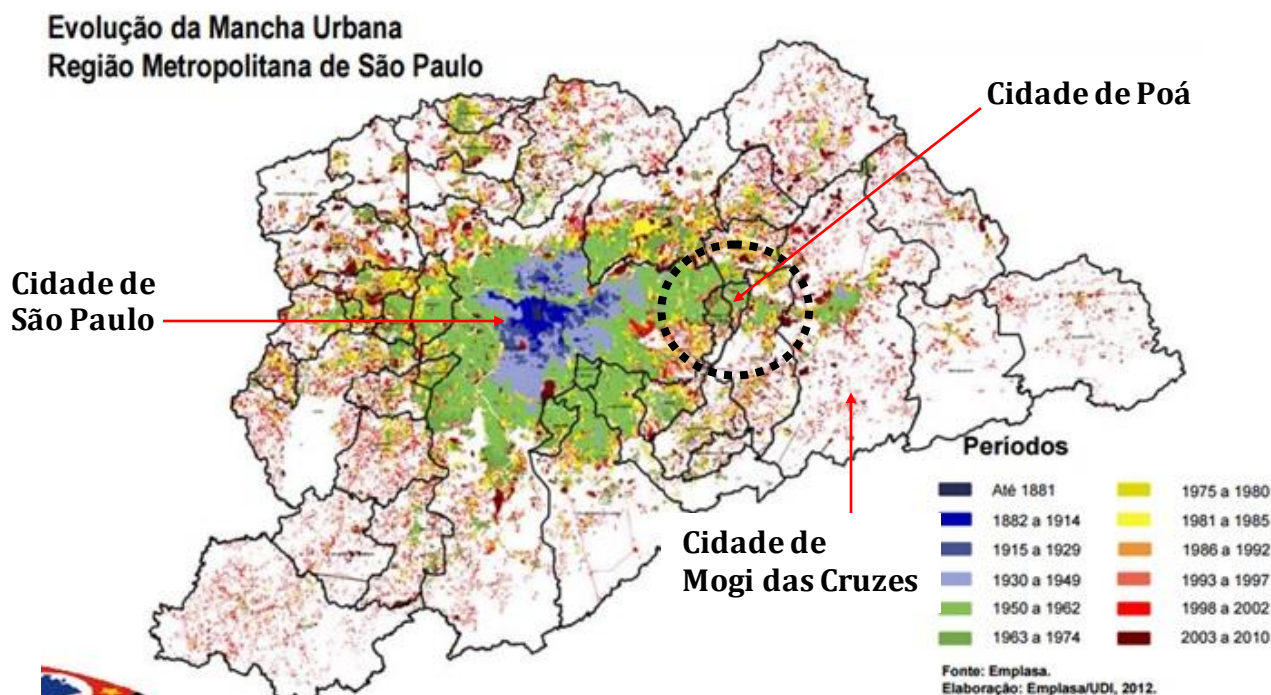 Evolução da Mancha Urbana
Região Metropolitana de São Paulo
Cidade de Poá
Cidade de
São Paulo
Cidade de
Mogi das Cruzes
Períodos
Até 1881
1882 a 1914
1915 a 1929
1930 a 1949
1950 a 1962
1963 a 1974
1975 a 1980
1981 a 1985
1986 a 1992
1993 a 1997
1998 a 2002
2003 a 2010
Fonte: Emplasa.
Elaboração: Emplasa/UDI, 2012.